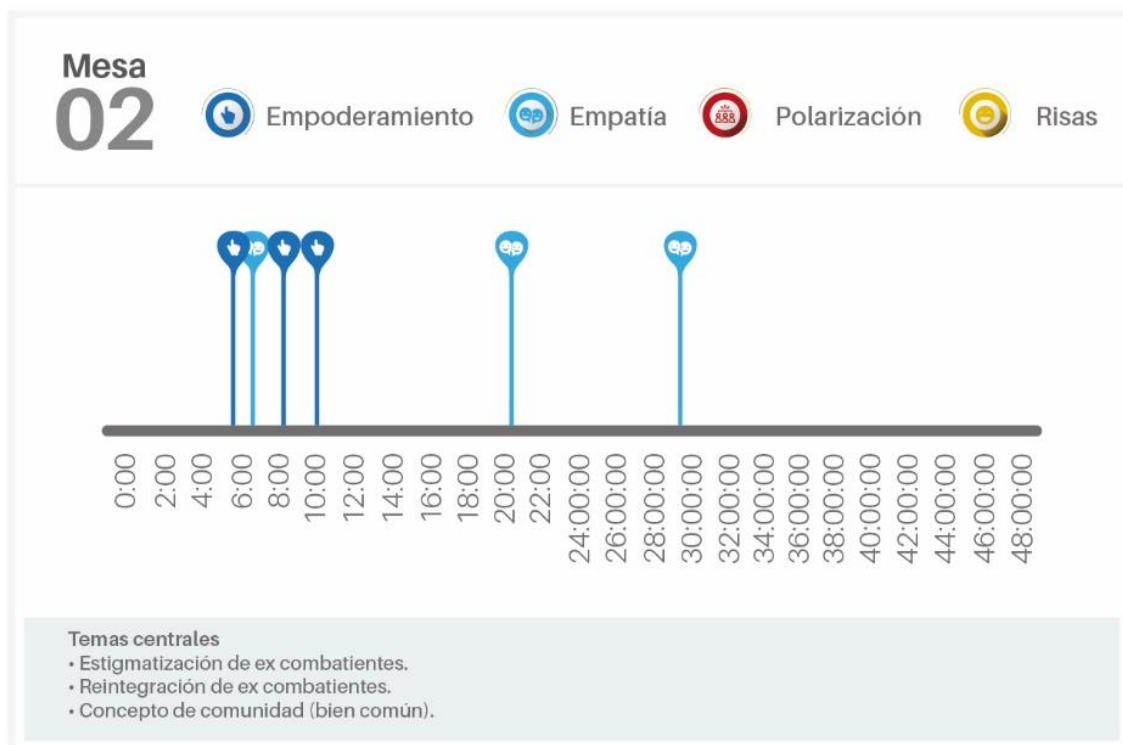 Mesa
02
Empoderamiento
Empatía
Polarización
Risas
0:00
2:00
4:00
6:00
8:00
10:00
12:00
14:00
16:00
18:00
20:00
22:00
24:00:00
26:00:00
28:00:00
30:00:00
32:00:00
34:00:00
36:00:00
38:00:00
40:00:00
42:00:00
44:00:00
46:00:00
48:00:00
Temas centrales
• Estigmatización de ex combatientes.
• Reintegración de ex combatientes.
• Concepto de comunidad (bien común).